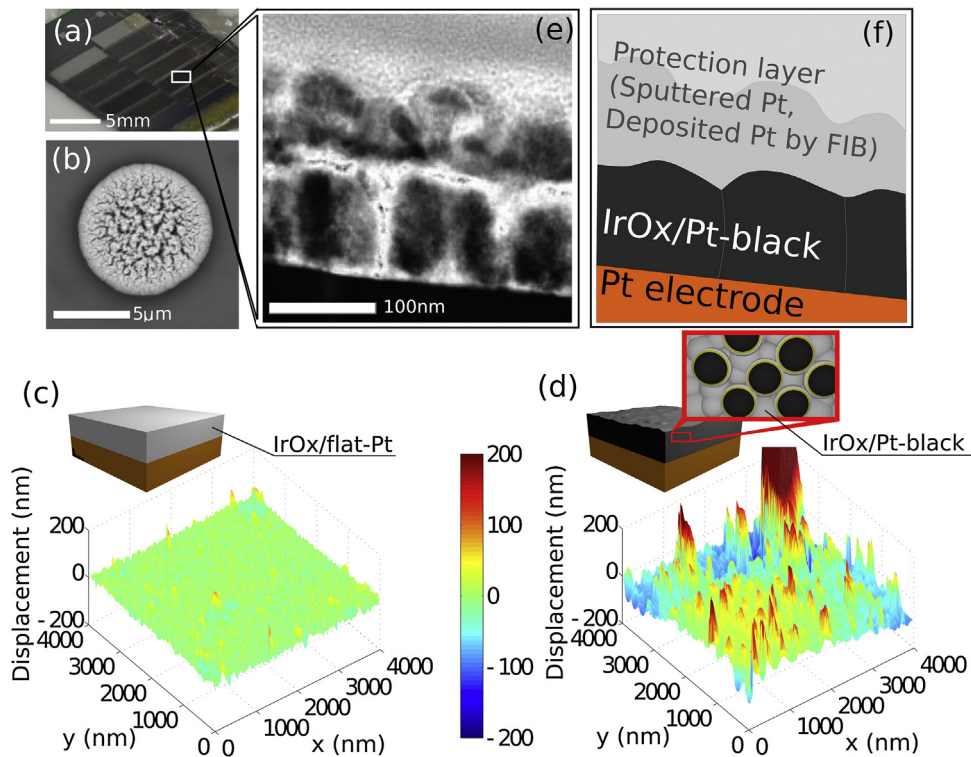 (a)
5mm
(b)
5μm
(e)
100nm
(f)
Protection layer
(Sputtered Pt,
Deposited Pt by FIB)
IrOx/Pt-black
Pt electrode
(c)
IrOx/flat-Pt
Displacement (nm)
200
0
-200
4000
3000
2000
1000
0
y (nm)
0
1000
2000
3000
4000
x (nm)
200
100
0
-100
-200
(d)
IrOx/Pt-black
Displacement (nm)
200
0
-200
4000
3000
2000
1000
0
y (nm)
0
1000
2000
3000
4000
x (nm)